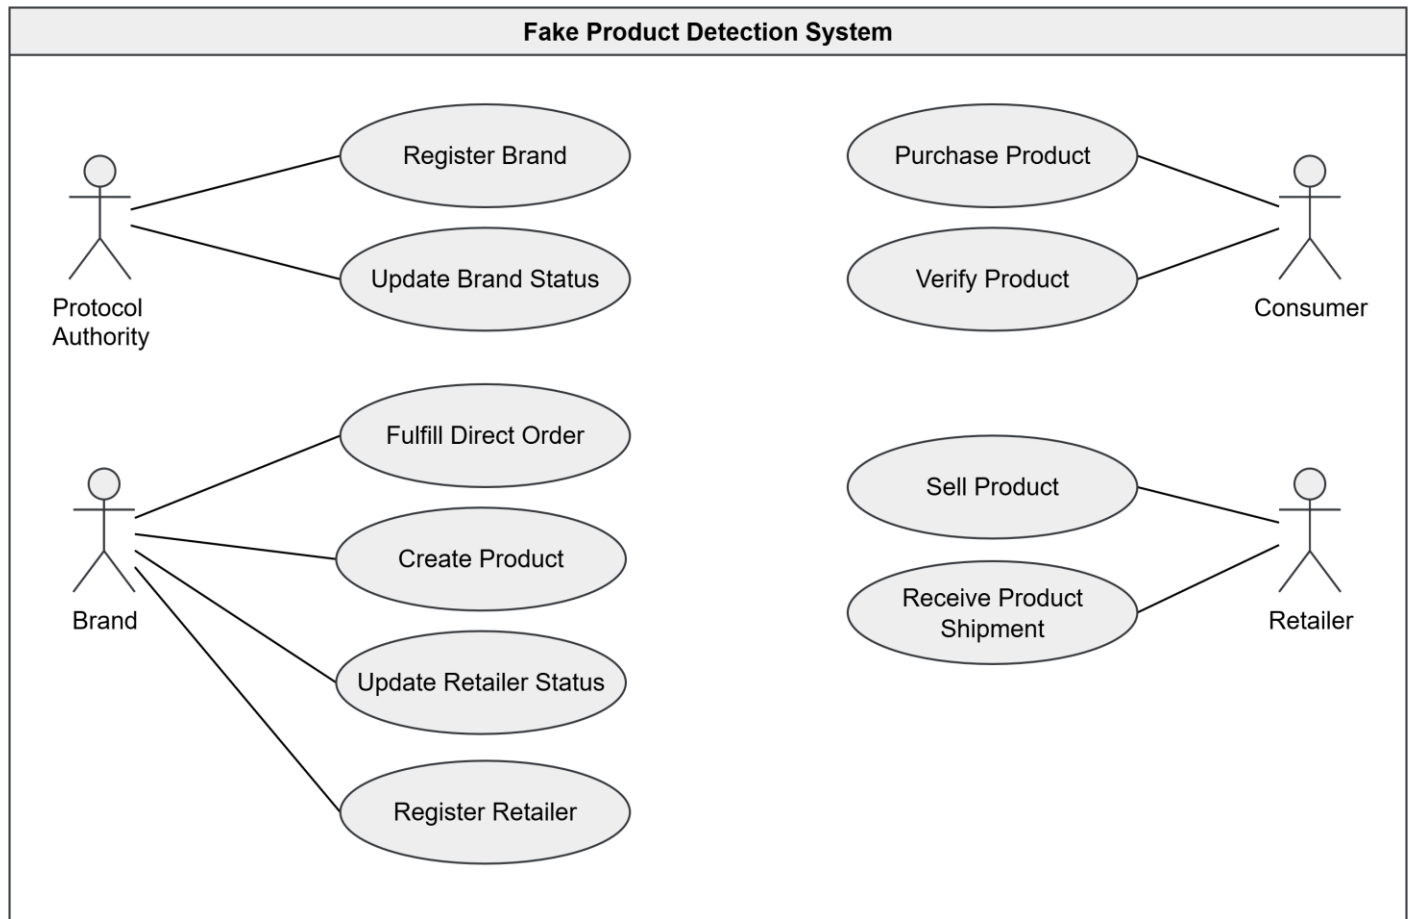 Fake Product Detection System
Register Brand
Update Brand Status
Protocol
Authority
Purchase Product
Verify Product
Consumer
Fulfill Direct Order
Create Product
Update Retailer Status
Register Retailer
Brand
Sell Product
Receive Product
Shipment
Retailer